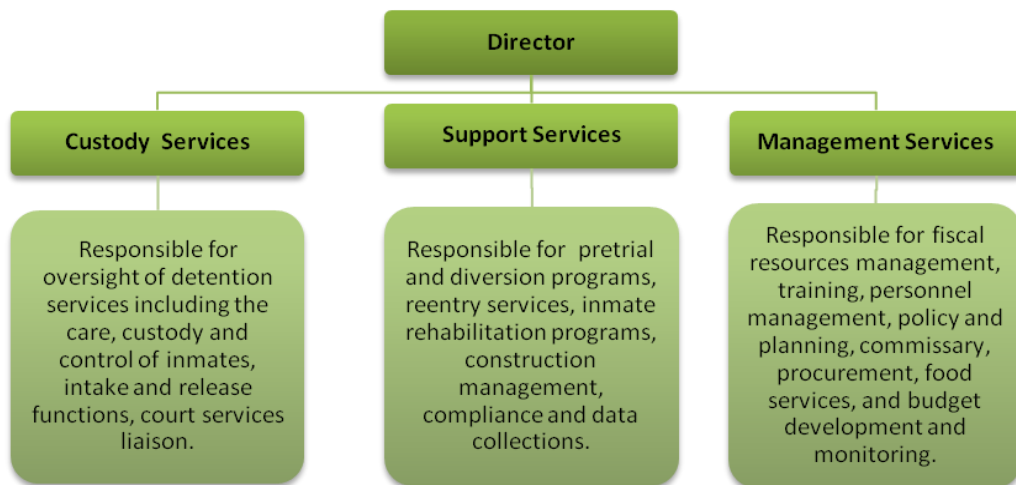 Director
Custody  Services
Support Services
Management Services
Responsible for
oversight of detention
services including the
care, custody and
control of inmates,
intake and release
functions, court services
liaison.
Responsible for  pretrial
and diversion programs,
reentry services, inmate
rehabilitation programs,
construction
management,
compliance and data
collections.
Responsible for fiscal
resources management,
training, personnel
management, policy and
planning, commissary,
procurement, food
services, and budget
development and
monitoring.